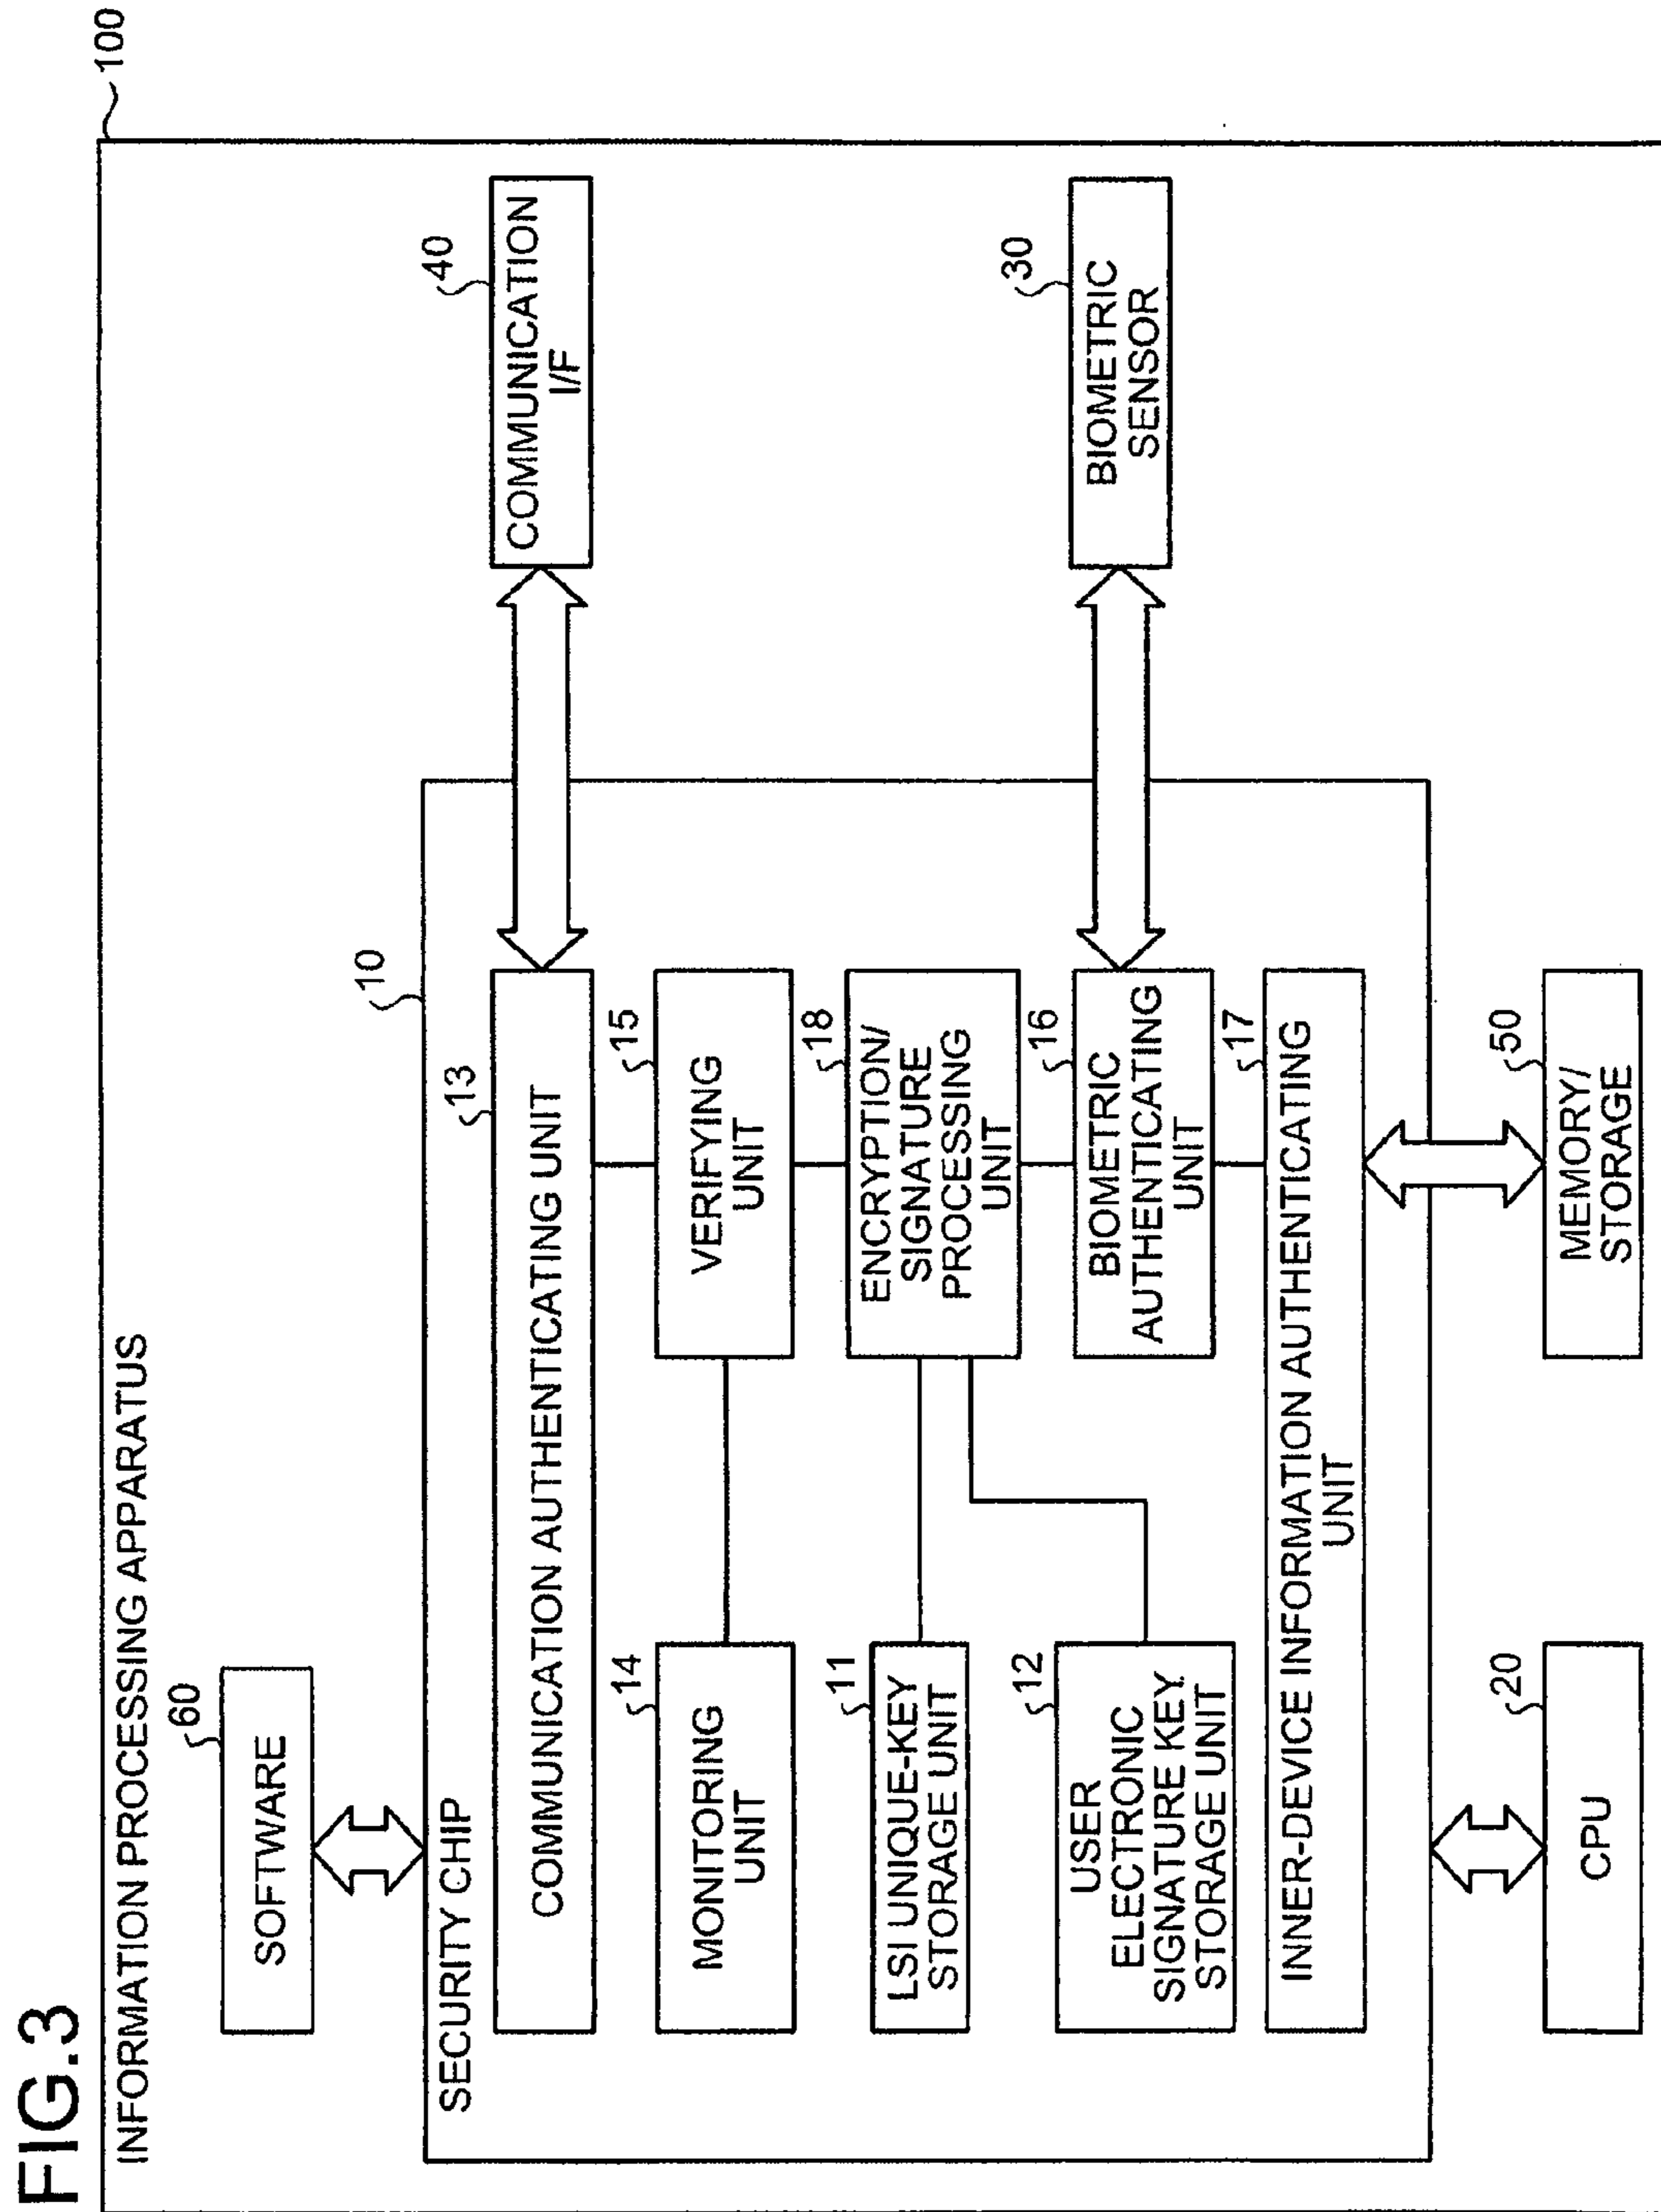 FIG.3
INFORMATION PROCESSING APPARATUS
100
60
SOFTWARE
10
SECURITY CHIP
13
COMMUNICATION AUTHENTICATING UNIT
40
COMMUNICATION
I/F
14
MONITORING
UNIT
15
VERIFYING
UNIT
11
LSI UNIQUE-KEY
STORAGE UNIT
18
ENCRYPTION/
SIGNATURE
PROCESSING
UNIT
12
USER
ELECTRONIC
SIGNATURE KEY
STORAGE UNIT
16
BIOMETRIC
AUTHENTICATING
UNIT
30
BIOMETRIC
SENSOR
17
INNER-DEVICE INFORMATION AUTHENTICATING
UNIT
20
CPU
50
MEMORY/
STORAGE